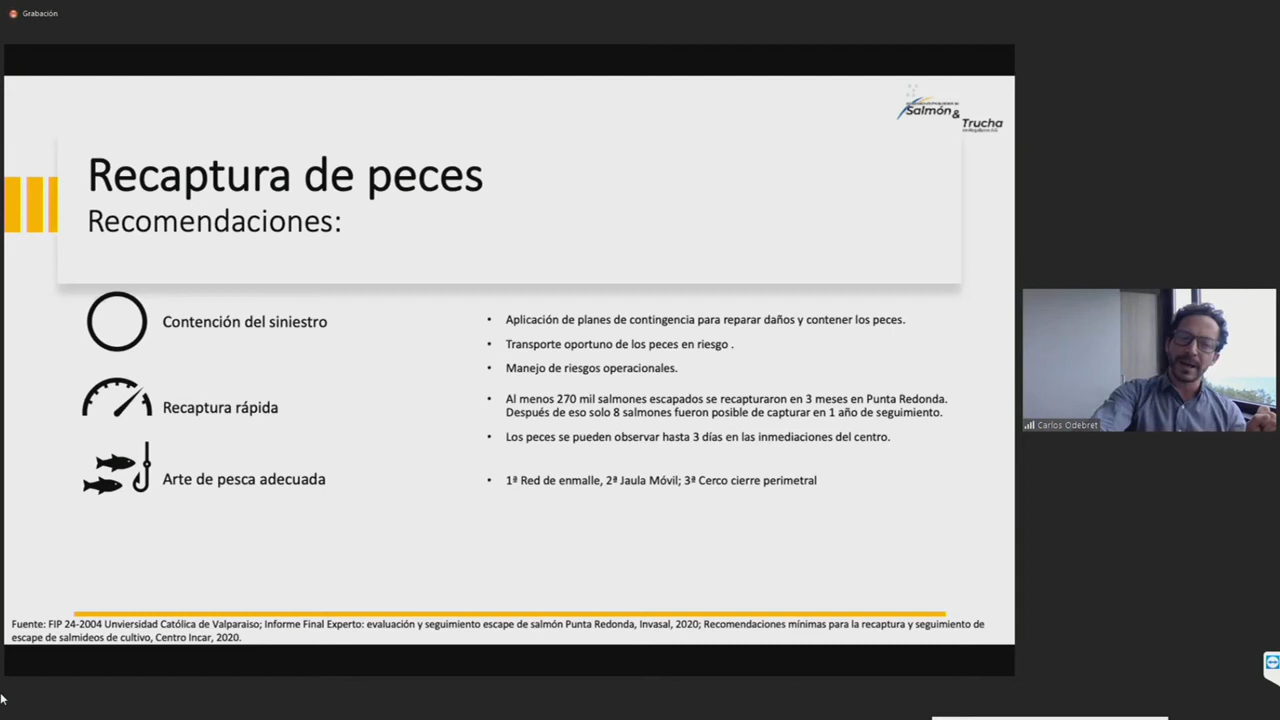 Grabación
Salmón &
Trucha
Recaptura de peces
Recomendaciones:
Contención del siniestro
• Aplicación de planes de contingencia para reparar daños y contener los peces.
• Transporte oportuno de los peces en riesgo .
• Manejo de riesgos operacionales.
Recaptura rápida
• Al menos 270 mil salmones escapados se recapturaron en 3 meses en Punta Redonda.
Después de eso solo 8 salmones fueron posible de capturar en 1 año de seguimiento.
• Los peces se pueden observar hasta 3 días en las inmediaciones del centro.
Arte de pesca adecuada
• 1ª Red de enmalle, 2ª Jaula Móvil; 3ª Cerco cierre perimetral
Carlos Odebret
Fuente: FIP 24-2004 Unviersidad Católica de Valparaiso; Informe Final Experto: evaluación y seguimiento escape de salmón Punta Redonda, Invasal, 2020; Recomendaciones mínimas para la recaptura y seguimiento de
escape de salmideos de cultivo, Centro Incar, 2020.